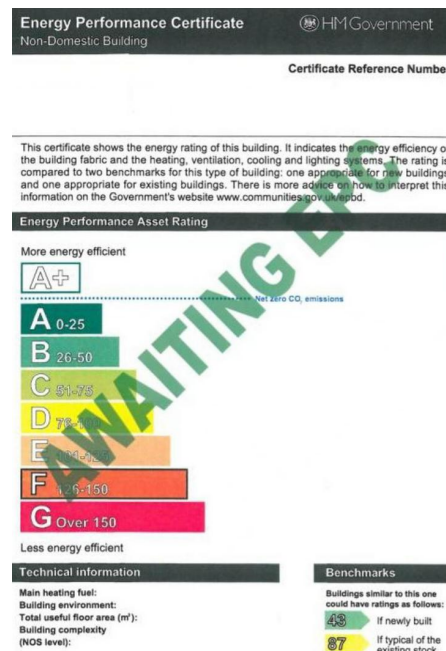 Energy Performance Certificate
HM Government
Non-Domestic Building
Certificate Reference Numbe
This certificate shows the energy rating of this building. It indicates the energy efficiency o
the building fabric and the heating, ventilation, cooling and lighting systems. The rating is
compared to two benchmarks for this type of building: one appropriate for new buildings
and one appropriate for existing buildings. There is more advice on how to interpret this
information on the Government's website www.communities.gov.uk/epbd.
AWAITING EPC
Energy Performance Asset Rating
More energy efficient
A+
Net zero CO₂ emissions
A 0-25
B 26-50
C 51-75
D 76-100
E 101-125
F 126-150
G Over 150
Less energy efficient
Technical information
Main heating fuel:
Building environment:
Total useful floor area (m²):
Building complexity
(NOS level):
Benchmarks
Buildings similar to this one
could have ratings as follows:
43 If newly built
87 If typical of the
existing stock